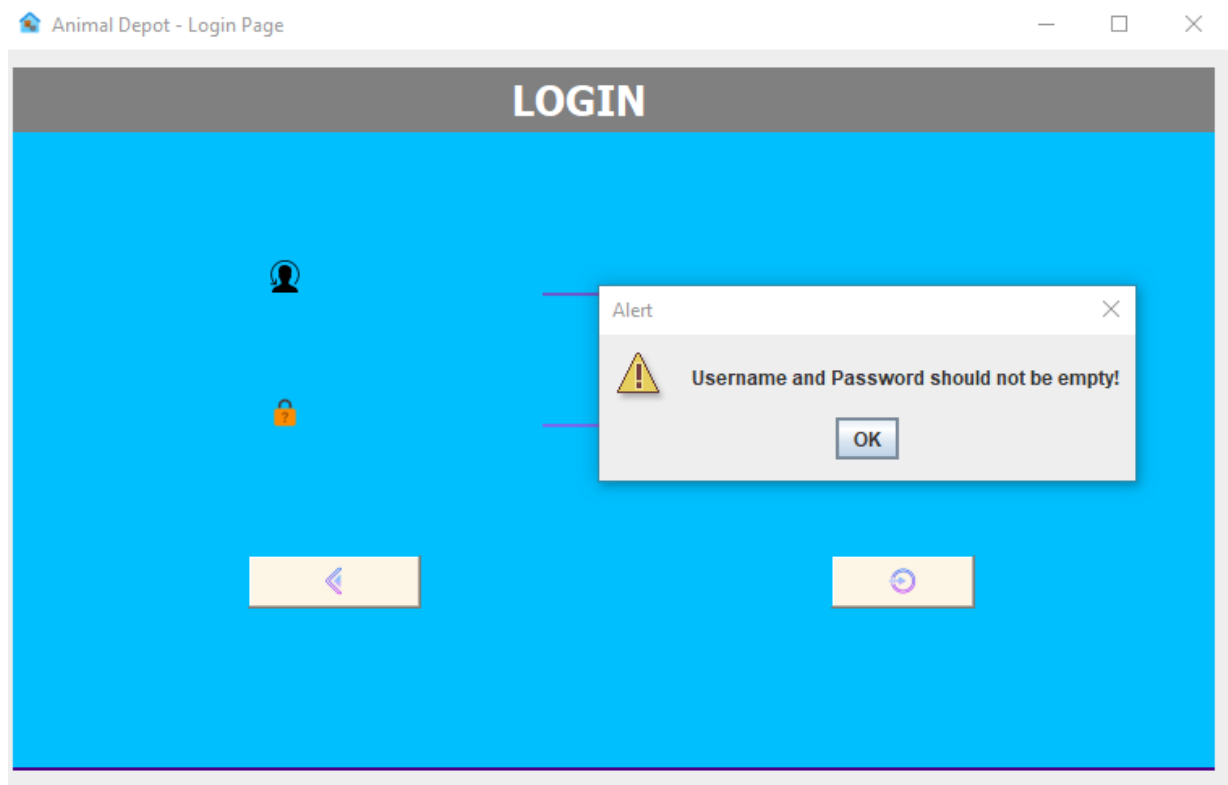 Animal Depot - Login Page
LOGIN
Alert
Username and Password should not be empty!
OK